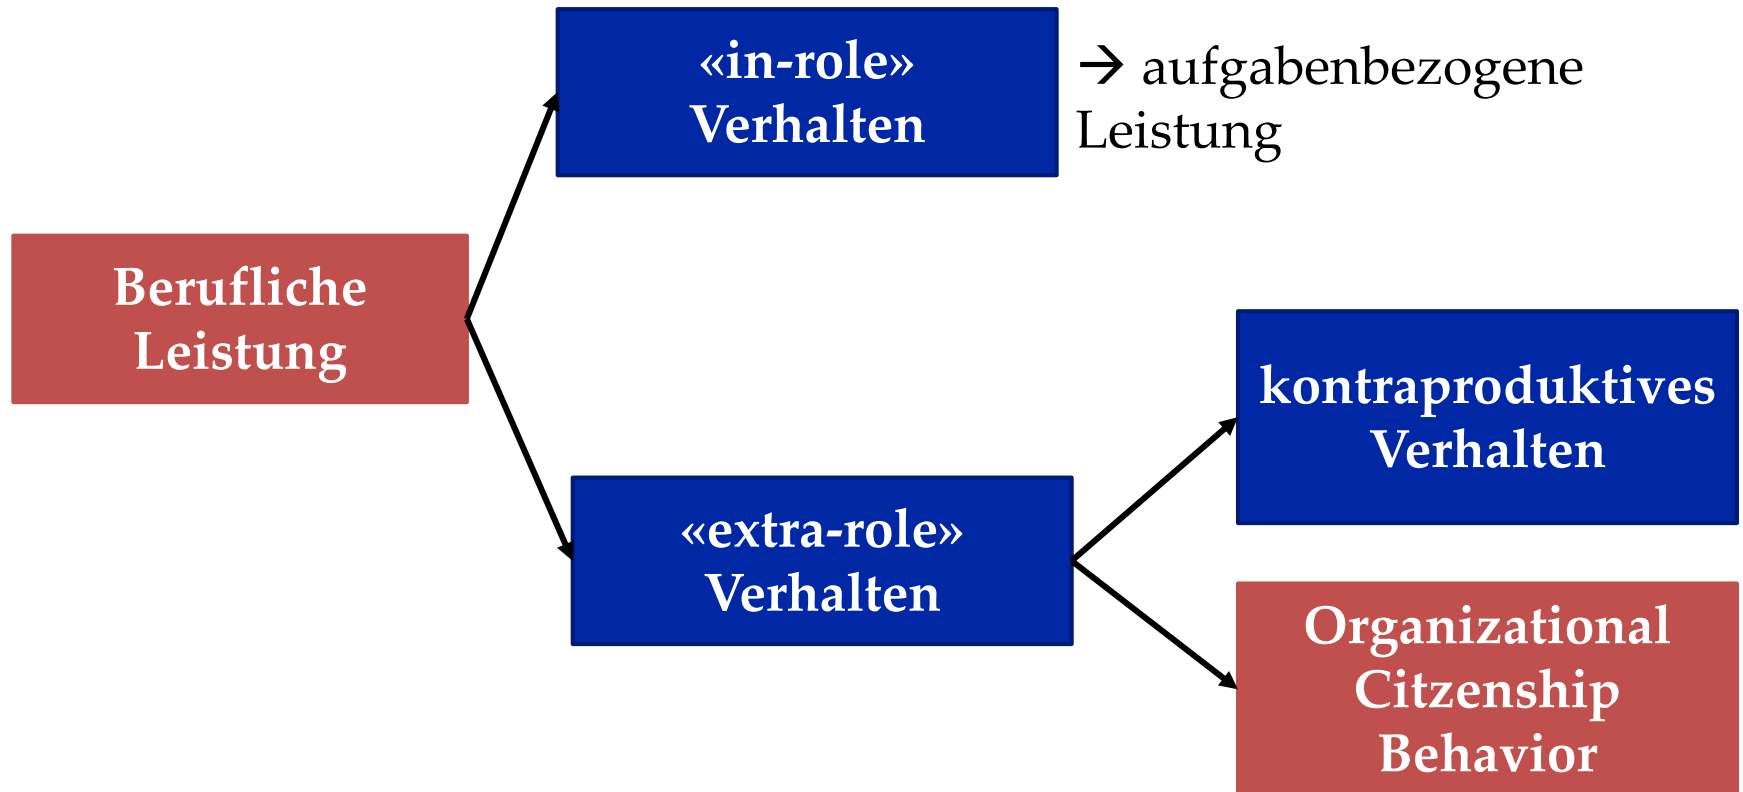 «in-role»
Verhalten
→ aufgabenbezogene
Leistung
Berufliche
Leistung
kontraproduktives
Verhalten
«extra-role»
Verhalten
Organizational
Citzenship
Behavior